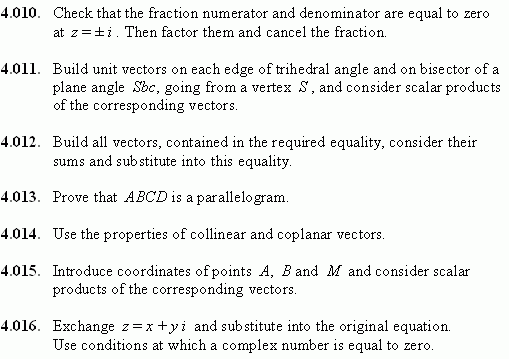 4.010. Check that the fraction numerator and denominator are equal to zero
at z = ± i . Then factor them and cancel the fraction.
4.011. Build unit vectors on each edge of trihedral angle and on bisector of a
plane angle Sbc, going from a vertex S , and consider scalar products
of the corresponding vectors.
4.012. Build all vectors, contained in the required equality, consider their
sums and substitute into this equality.
4.013. Prove that ABCD is a parallelogram.
4.014. Use the properties of collinear and coplanar vectors.
4.015. Introduce coordinates of points A, B and M and consider scalar
products of the corresponding vectors.
4.016. Exchange z = x + y i and substitute into the original equation.
Use conditions at which a complex number is equal to zero.